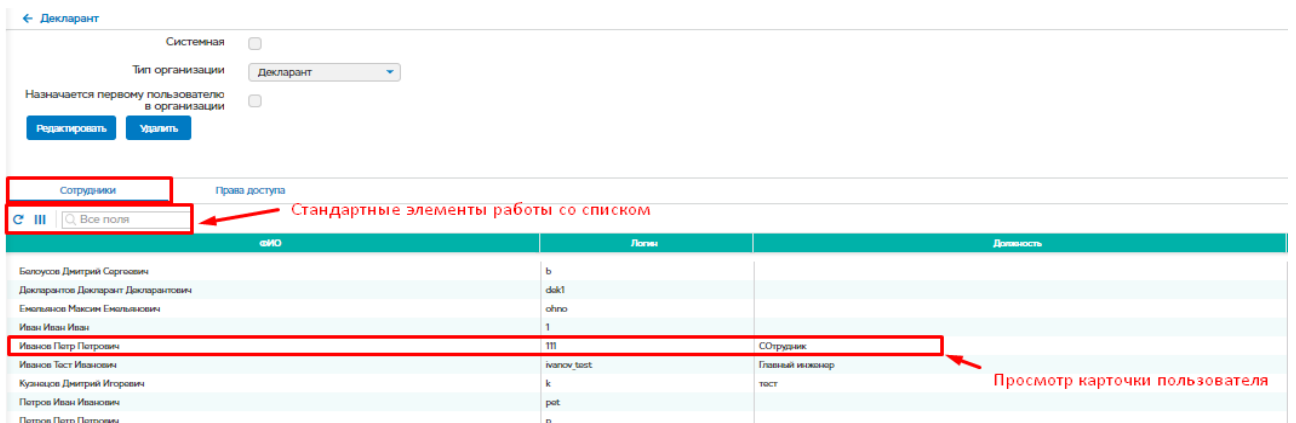 ← Декларант
Системная
Тип организации Декларант
Назначается первому пользователю
в организации
Редактировать Удалить
Сотрудники Права доступа
Все поля Стандартные элементы работы со списком
ФИО Логин Должность
Белоусов Дмитрий Сергеевич b
Декларантов Декларант Декларантович dek1
Емельянов Максим Емельянович ohno
Иван Иван Иван 1
Иванов Петр Петрович 111 СОтрудник
Иванов Тест Иванович ivanov_test Главный инженер
Кузнецов Дмитрий Игоревич k тест
Просмотр карточки пользователя
Петров Иван Иванович pet
Петров Петр Петрович p